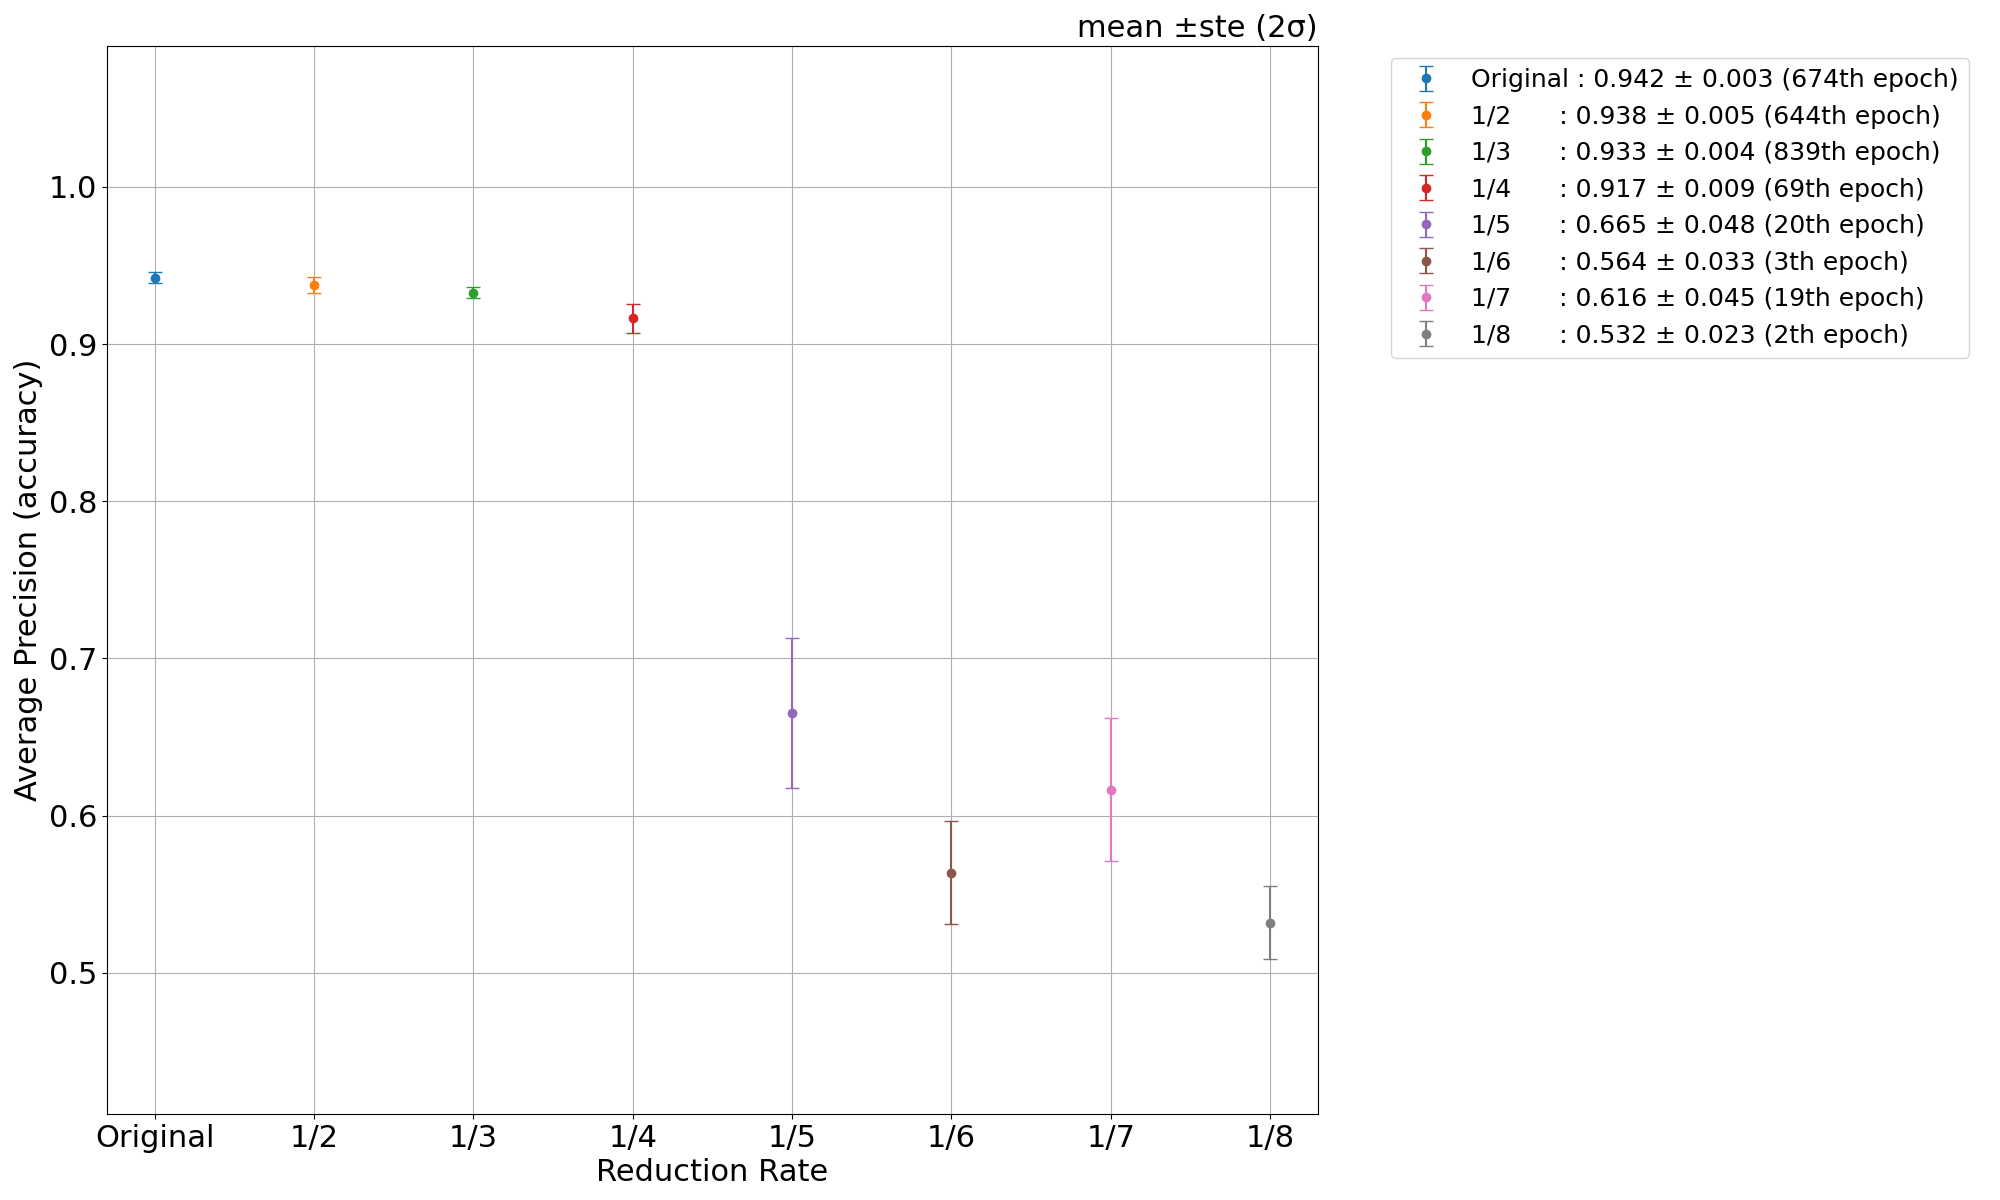 mean ±ste (2σ)
Original : 0.942 ± 0.003 (674th epoch)
1/2 : 0.938 ± 0.005 (644th epoch)
1/3 : 0.933 ± 0.004 (839th epoch)
1/4 : 0.917 ± 0.009 (69th epoch)
1/5 : 0.665 ± 0.048 (20th epoch)
1/6 : 0.564 ± 0.033 (3th epoch)
1/7 : 0.616 ± 0.045 (19th epoch)
1/8 : 0.532 ± 0.023 (2th epoch)
Average Precision (accuracy)
1.0
0.9
0.8
0.7
0.6
0.5
Original 1/2 1/3 1/4 1/5 1/6 1/7 1/8
Reduction Rate